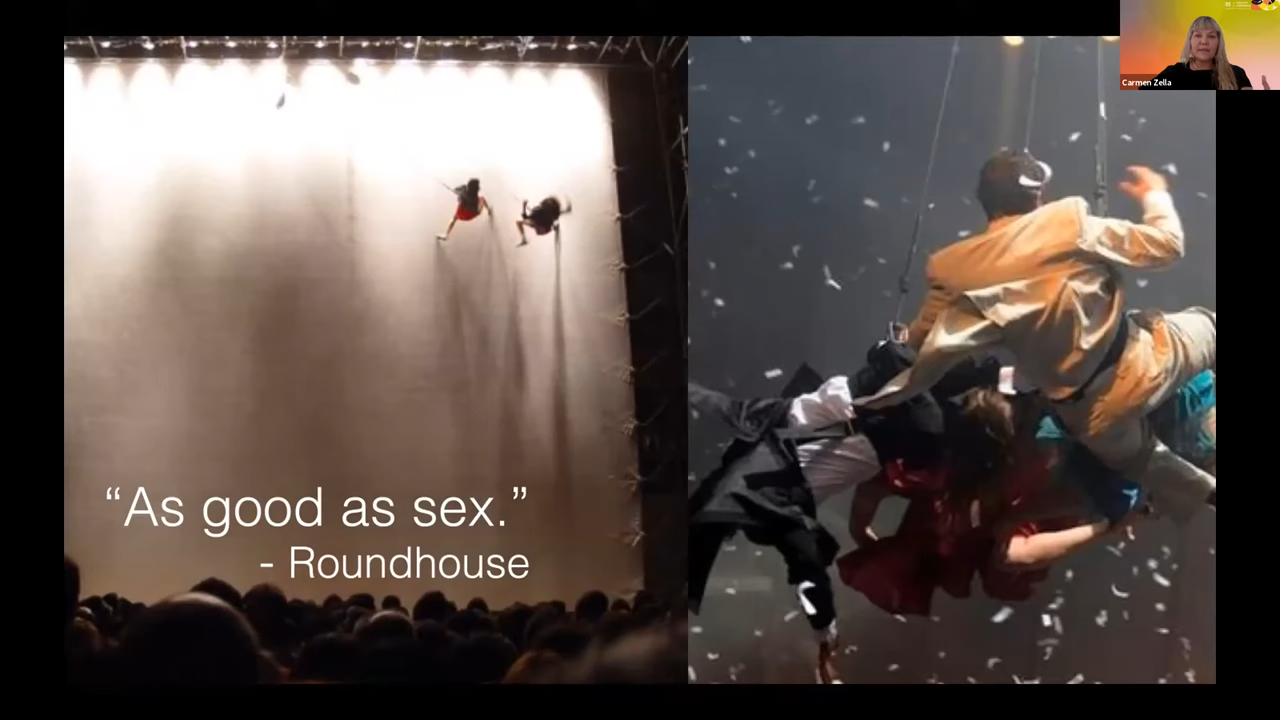 Carmen Zella
“As good as sex.”
- Roundhouse